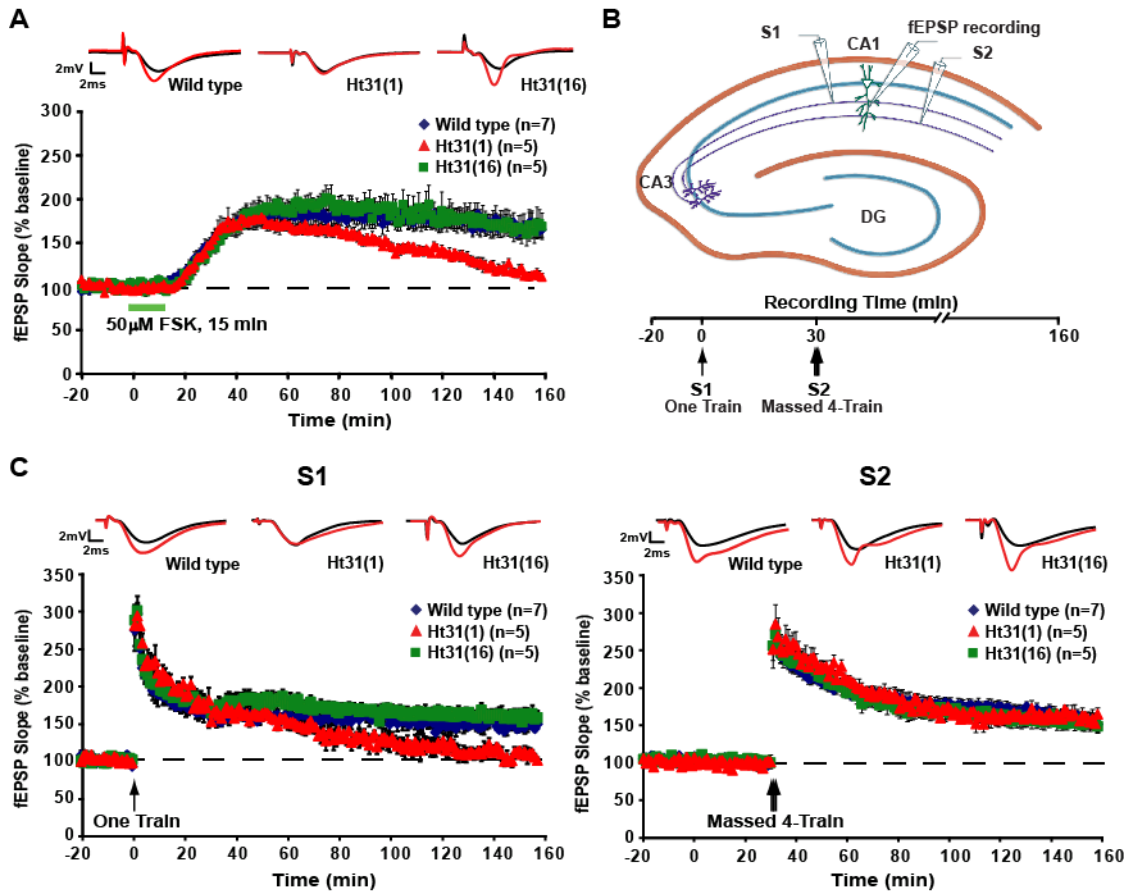 A
2mV
2ms
Wild type
Ht31(1)
Ht31(16)
Wild type (n=7)
Ht31(1) (n=5)
Ht31(16) (n=5)
fEPSP Slope (% baseline)
300
250
200
150
100
50
0
50µM FSK, 15 min
-20 0 20 40 60 80 100 120 140 160
Time (min)
B
S1
CA1
fEPSP recording
S2
CA3
DG
Recording Time (min)
-20 0 30 160
S1
One Train
S2
Massed 4-Train
C
S1
2mV
2ms
Wild type
Ht31(1)
Ht31(16)
Wild type (n=7)
Ht31(1) (n=5)
Ht31(16) (n=5)
fEPSP Slope (% baseline)
350
300
250
200
150
100
50
0
One Train
-20 0 20 40 60 80 100 120 140 160
Time (min)
S2
2mV
2ms
Wild type
Ht31(1)
Ht31(16)
Wild type (n=7)
Ht31(1) (n=5)
Ht31(16) (n=5)
fEPSP Slope (% baseline)
350
300
250
200
150
100
50
0
Massed 4-Train
-20 0 20 40 60 80 100 120 140 160
Time (min)